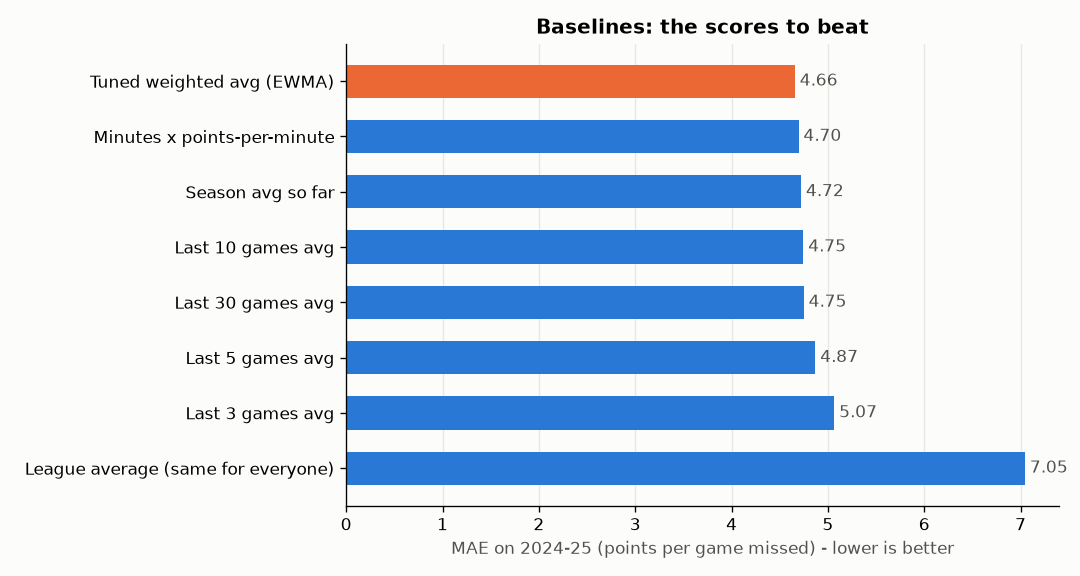 Baselines: the scores to beat
Tuned weighted avg (EWMA) 4.66
Minutes x points-per-minute 4.70
Season avg so far 4.72
Last 10 games avg 4.75
Last 30 games avg 4.75
Last 5 games avg 4.87
Last 3 games avg 5.07
League average (same for everyone) 7.05
0 1 2 3 4 5 6 7
MAE on 2024-25 (points per game missed) - lower is better